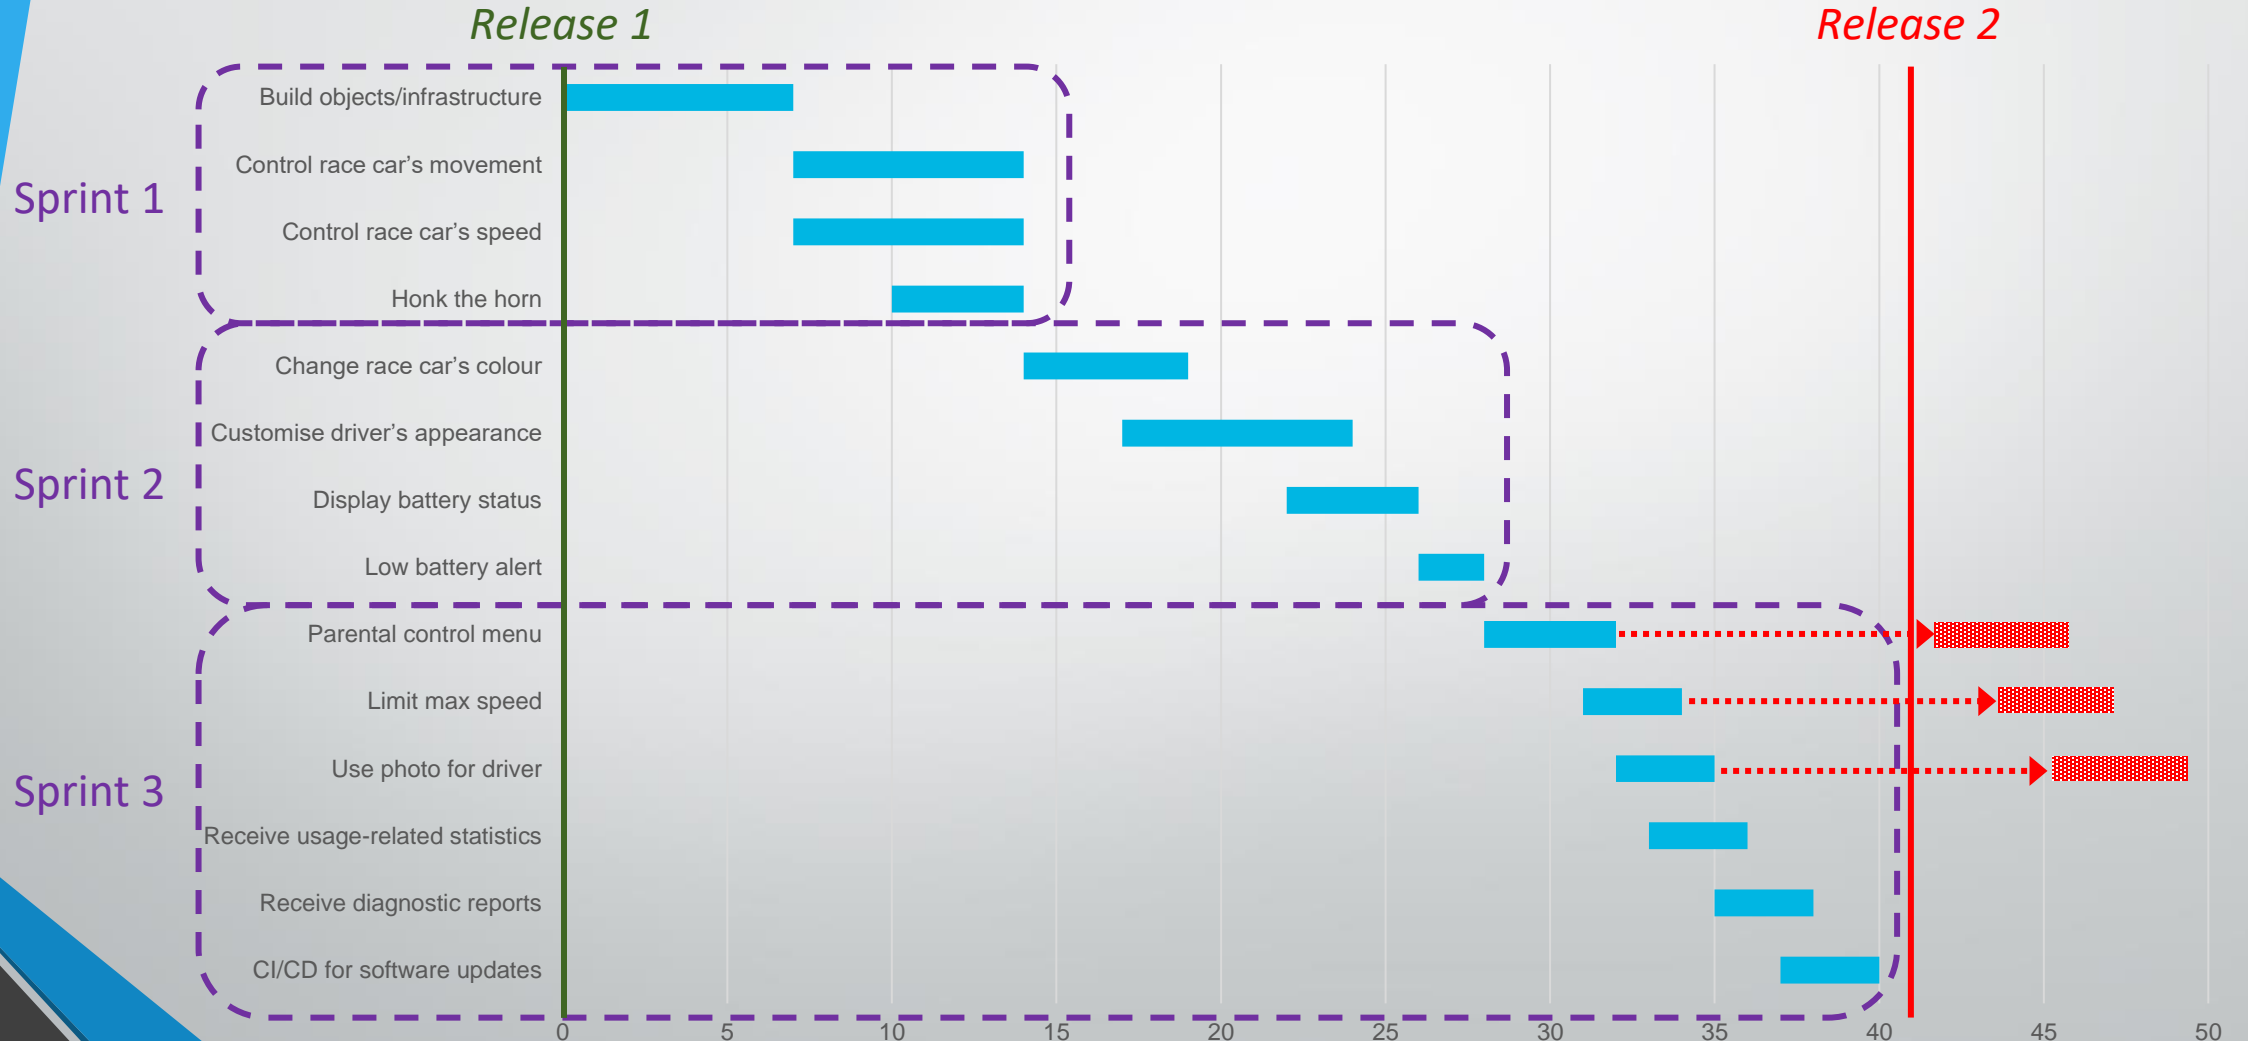 Release 1
Release 2
Sprint 1
Build objects/infrastructure
Control race car’s movement
Control race car’s speed
Honk the horn
Sprint 2
Change race car’s colour
Customise driver’s appearance
Display battery status
Low battery alert
Sprint 3
Parental control menu
Limit max speed
Use photo for driver
Receive usage-related statistics
Receive diagnostic reports
CI/CD for software updates
0 5 10 15 20 25 30 35 40 45 50